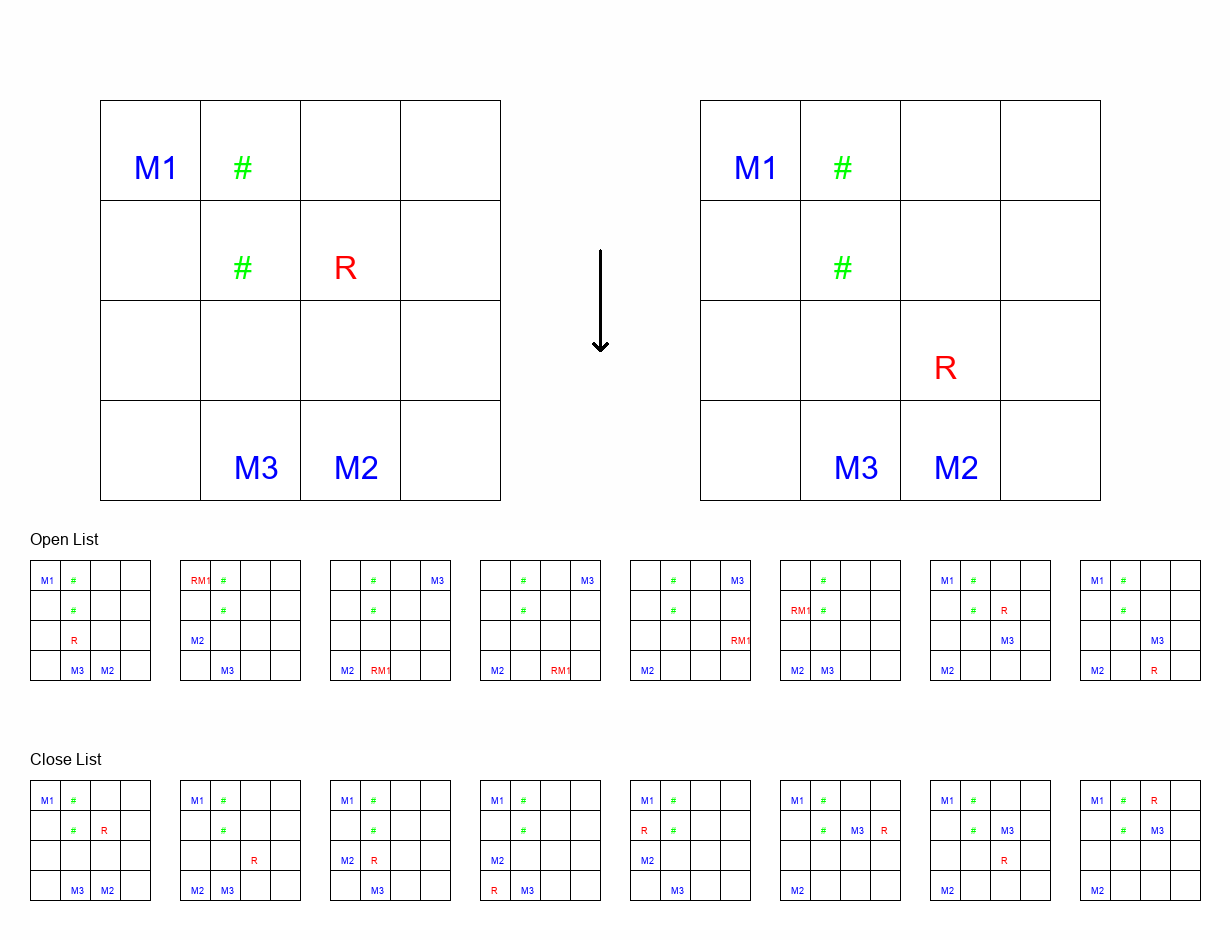 M1 # M1 #
# R #
R
M3 M2 M3 M2
Open List
M1 # RM1 # # M3 # M3 # M3 # M1 # M1 #
# # # # # RM1 # # R #
R M2 RM1 M3 M3
M3 M2 M3 M2 RM1 M2 RM1 M2 M2 M3 M2 M2 R
Close List
M1 # M1 # M1 # M1 # M1 # M1 # M1 # M1 # R
# R # # # R # # M3 R # M3 # M3
R M2 R M2 M2 R
M3 M2 M2 M3 M3 R M3 M3 M2 M2 M2